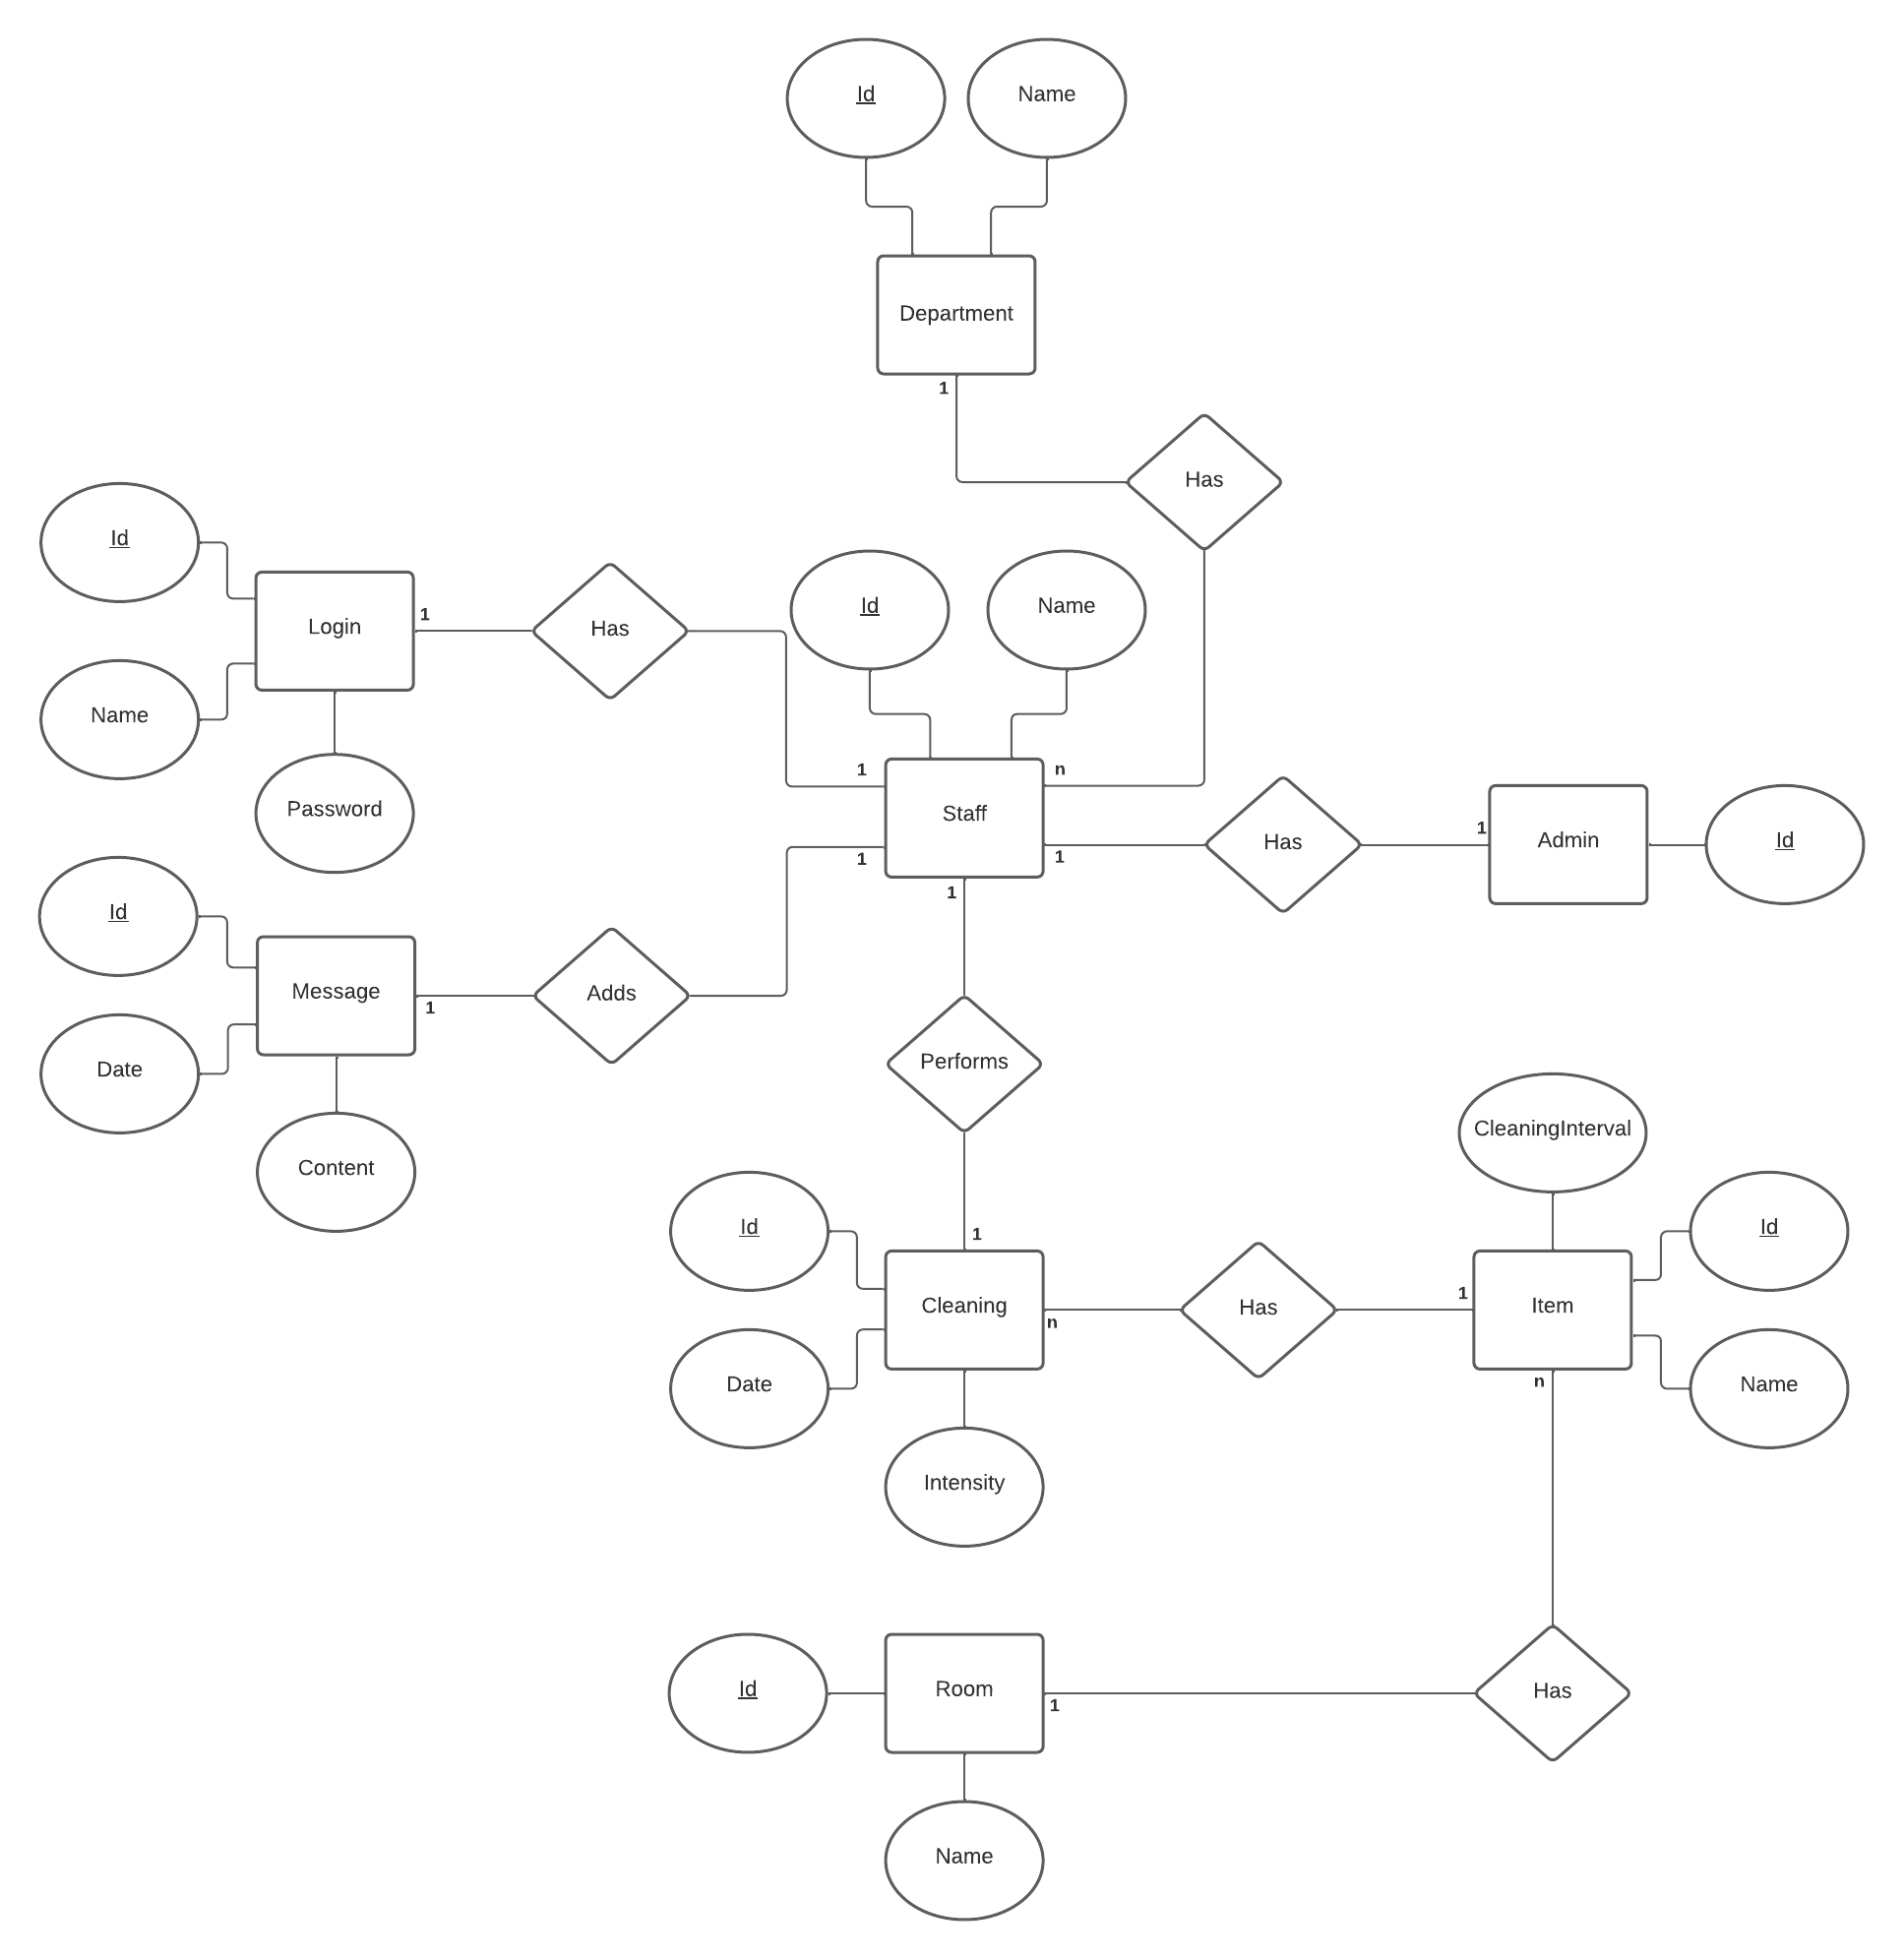 Id
Name
Department
1
Has
Id
Login
1
Has
Id
Name
Name
Password
1
n
Staff
1
1
Has
1
Admin
Id
1
Id
Message
1
Adds
Date
Content
Performs
CleaningInterval
1
Id
Id
Cleaning
n
Has
1
Item
n
Date
Name
Intensity
Id
Room
1
Has
Name